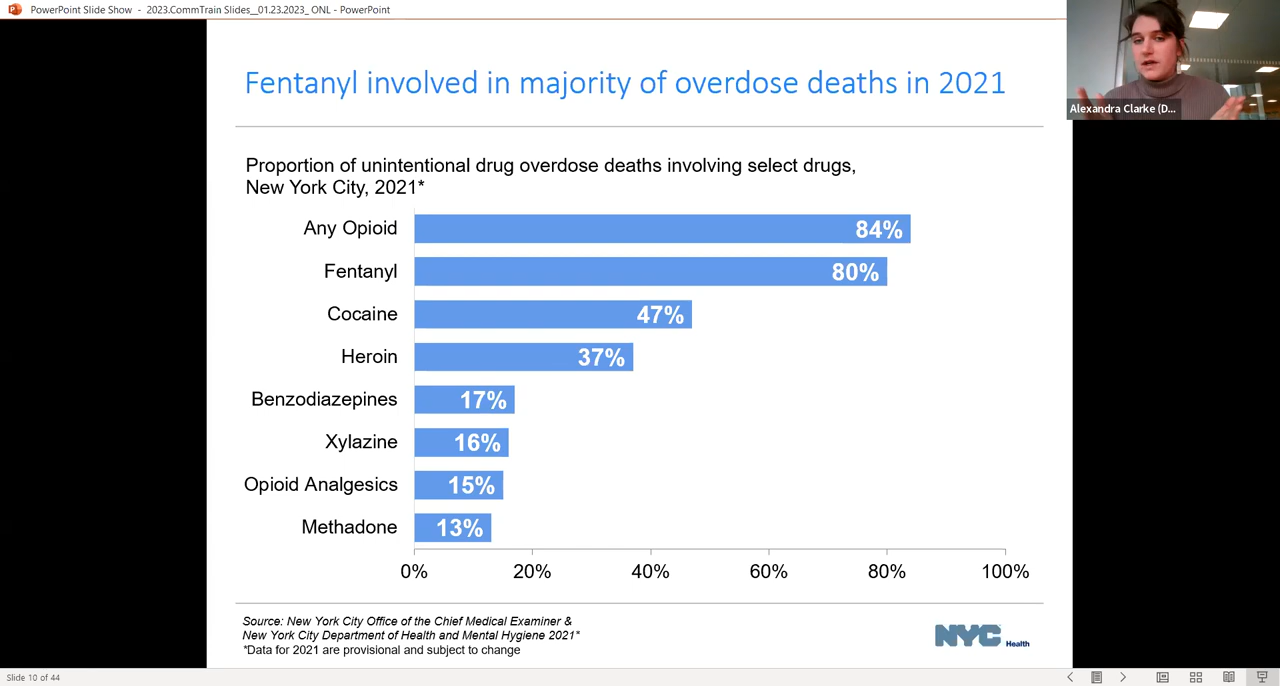 PowerPoint Slide Show - 2023.CommTrain Slides__01.23.2023_ ONL - PowerPoint
Alexandra Clarke (D...
Fentanyl involved in majority of overdose deaths in 2021
Proportion of unintentional drug overdose deaths involving select drugs,
New York City, 2021*
Any Opioid 84%
Fentanyl 80%
Cocaine 47%
Heroin 37%
Benzodiazepines 17%
Xylazine 16%
Opioid Analgesics 15%
Methadone 13%
0% 20% 40% 60% 80% 100%
Source: New York City Office of the Chief Medical Examiner &
New York City Department of Health and Mental Hygiene 2021*
*Data for 2021 are provisional and subject to change
NYC Health
Slide 10 of 44